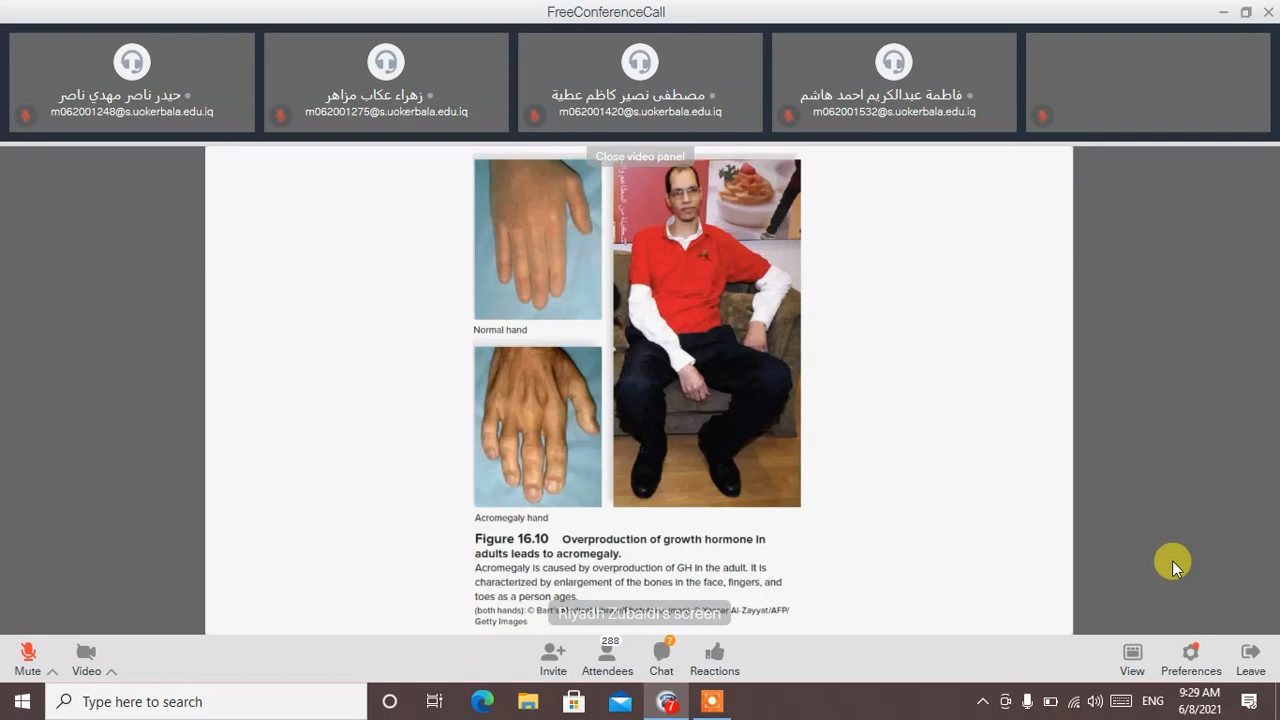 FreeConferenceCall
حيدر ناصر مهدي ناصر
m062001248@s.uokerbala.edu.iq
زهراء عكاب مزاهر
m062001275@s.uokerbala.edu.iq
مصطفى نصير كاظم عطية
m062001420@s.uokerbala.edu.iq
فاطمة عبدالكريم احمد هاشم
m062001532@s.uokerbala.edu.iq
Close video panel
Normal hand
Acromegaly hand
Figure 16.10 Overproduction of growth hormone in
adults leads to acromegaly.
Acromegaly is caused by overproduction of GH in the adult. It is
characterized by enlargement of the bones in the face, fingers, and
toes as a person ages.
(both hands): © Bart's Al-Zayyat/AFP/
Getty Images
Riyadh Zubaidi's screen
Mute
Video
Invite
288
Attendees
7
Chat
Reactions
View
Preferences
Leave
Type here to search
7
ENG
9:29 AM
6/8/2021